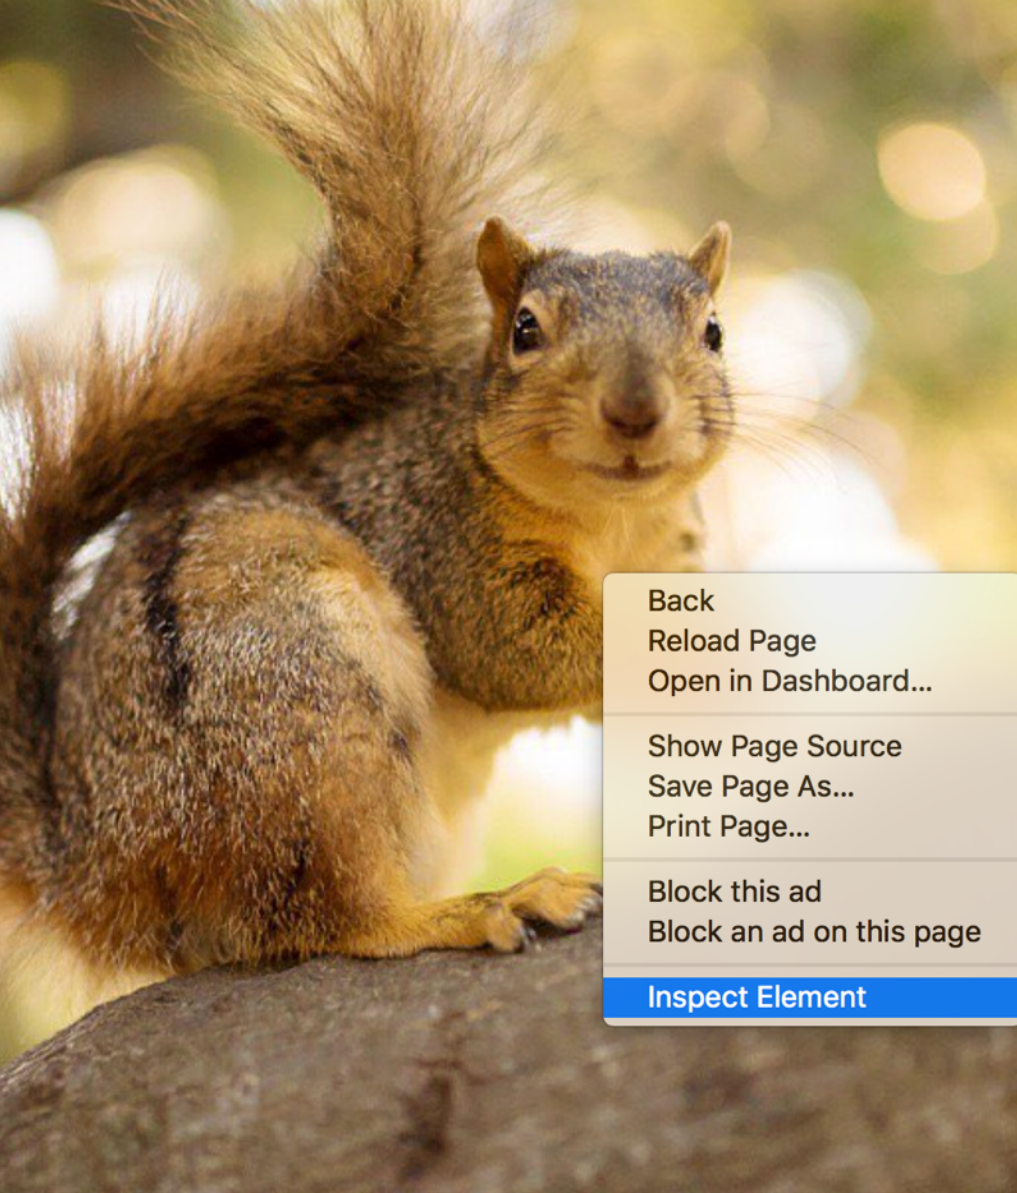 Back
Reload Page
Open in Dashboard...
Show Page Source
Save Page As...
Print Page...
Block this ad
Block an ad on this page
Inspect Element